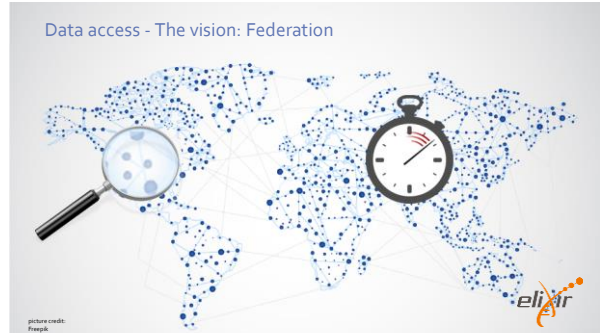 Data access - The vision: Federation
elixir
picture credit:
Freepik